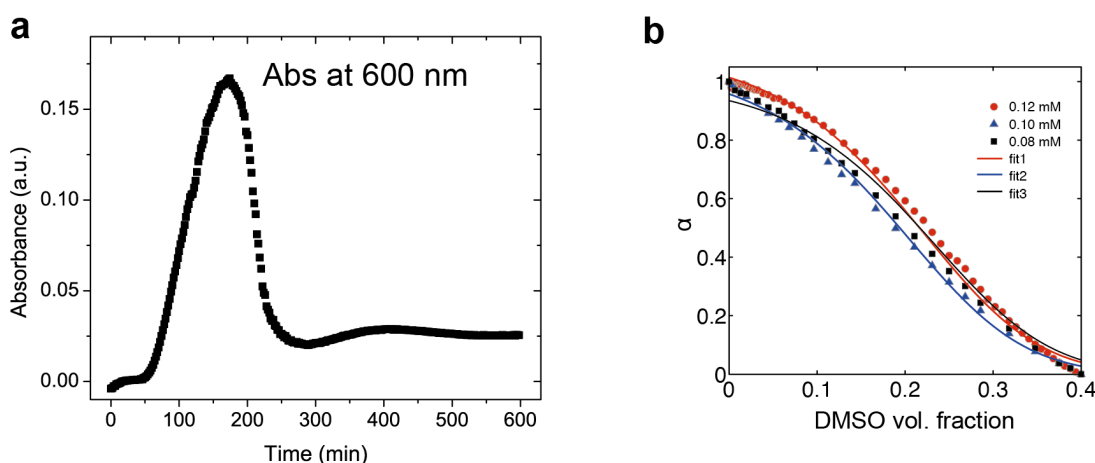 a
Abs at 600 nm
Absorbance (a.u.)
0.15
0.10
0.05
0.00
0 100 200 300 400 500 600
Time (min)
b
0.12 mM
0.10 mM
0.08 mM
fit1
fit2
fit3
α
1
0.8
0.6
0.4
0.2
0
0 0.1 0.2 0.3 0.4
DMSO vol. fraction